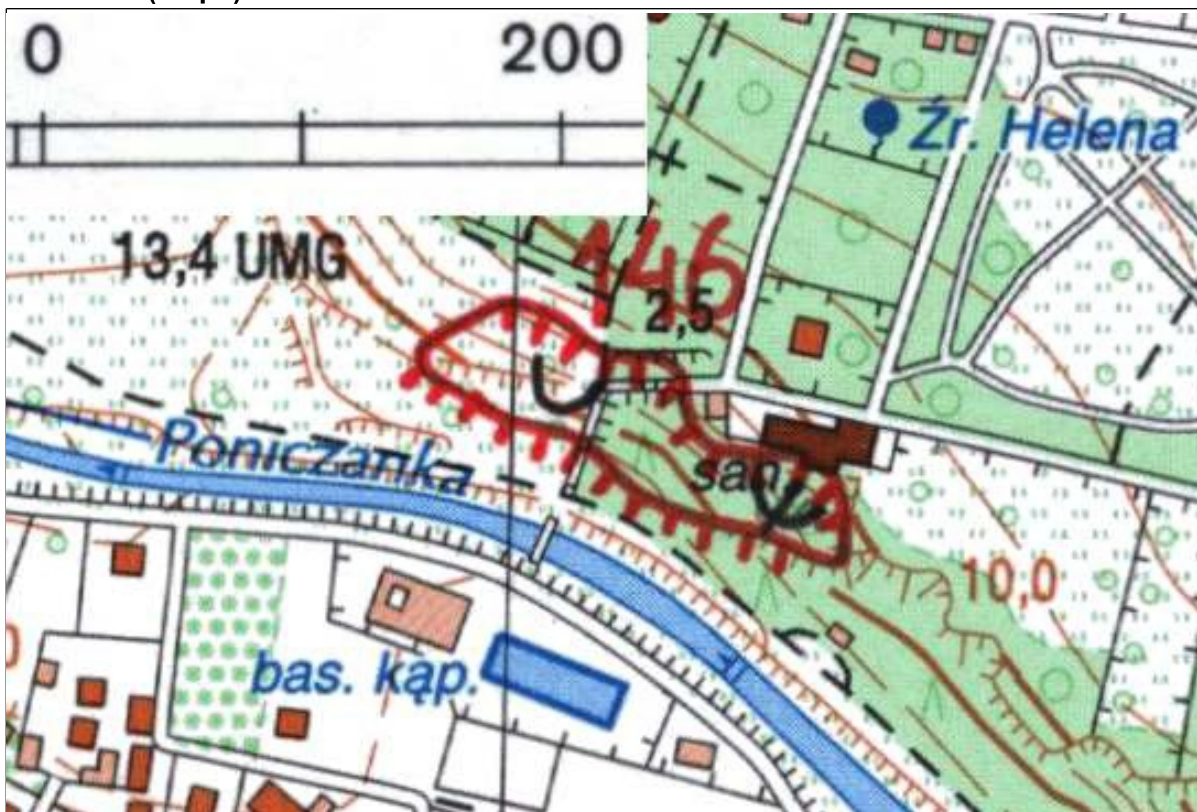 0 200
Źr. Helena
146
13,4 UMG
2,5
Poniczanka
san.
10,0
bas. kąp.